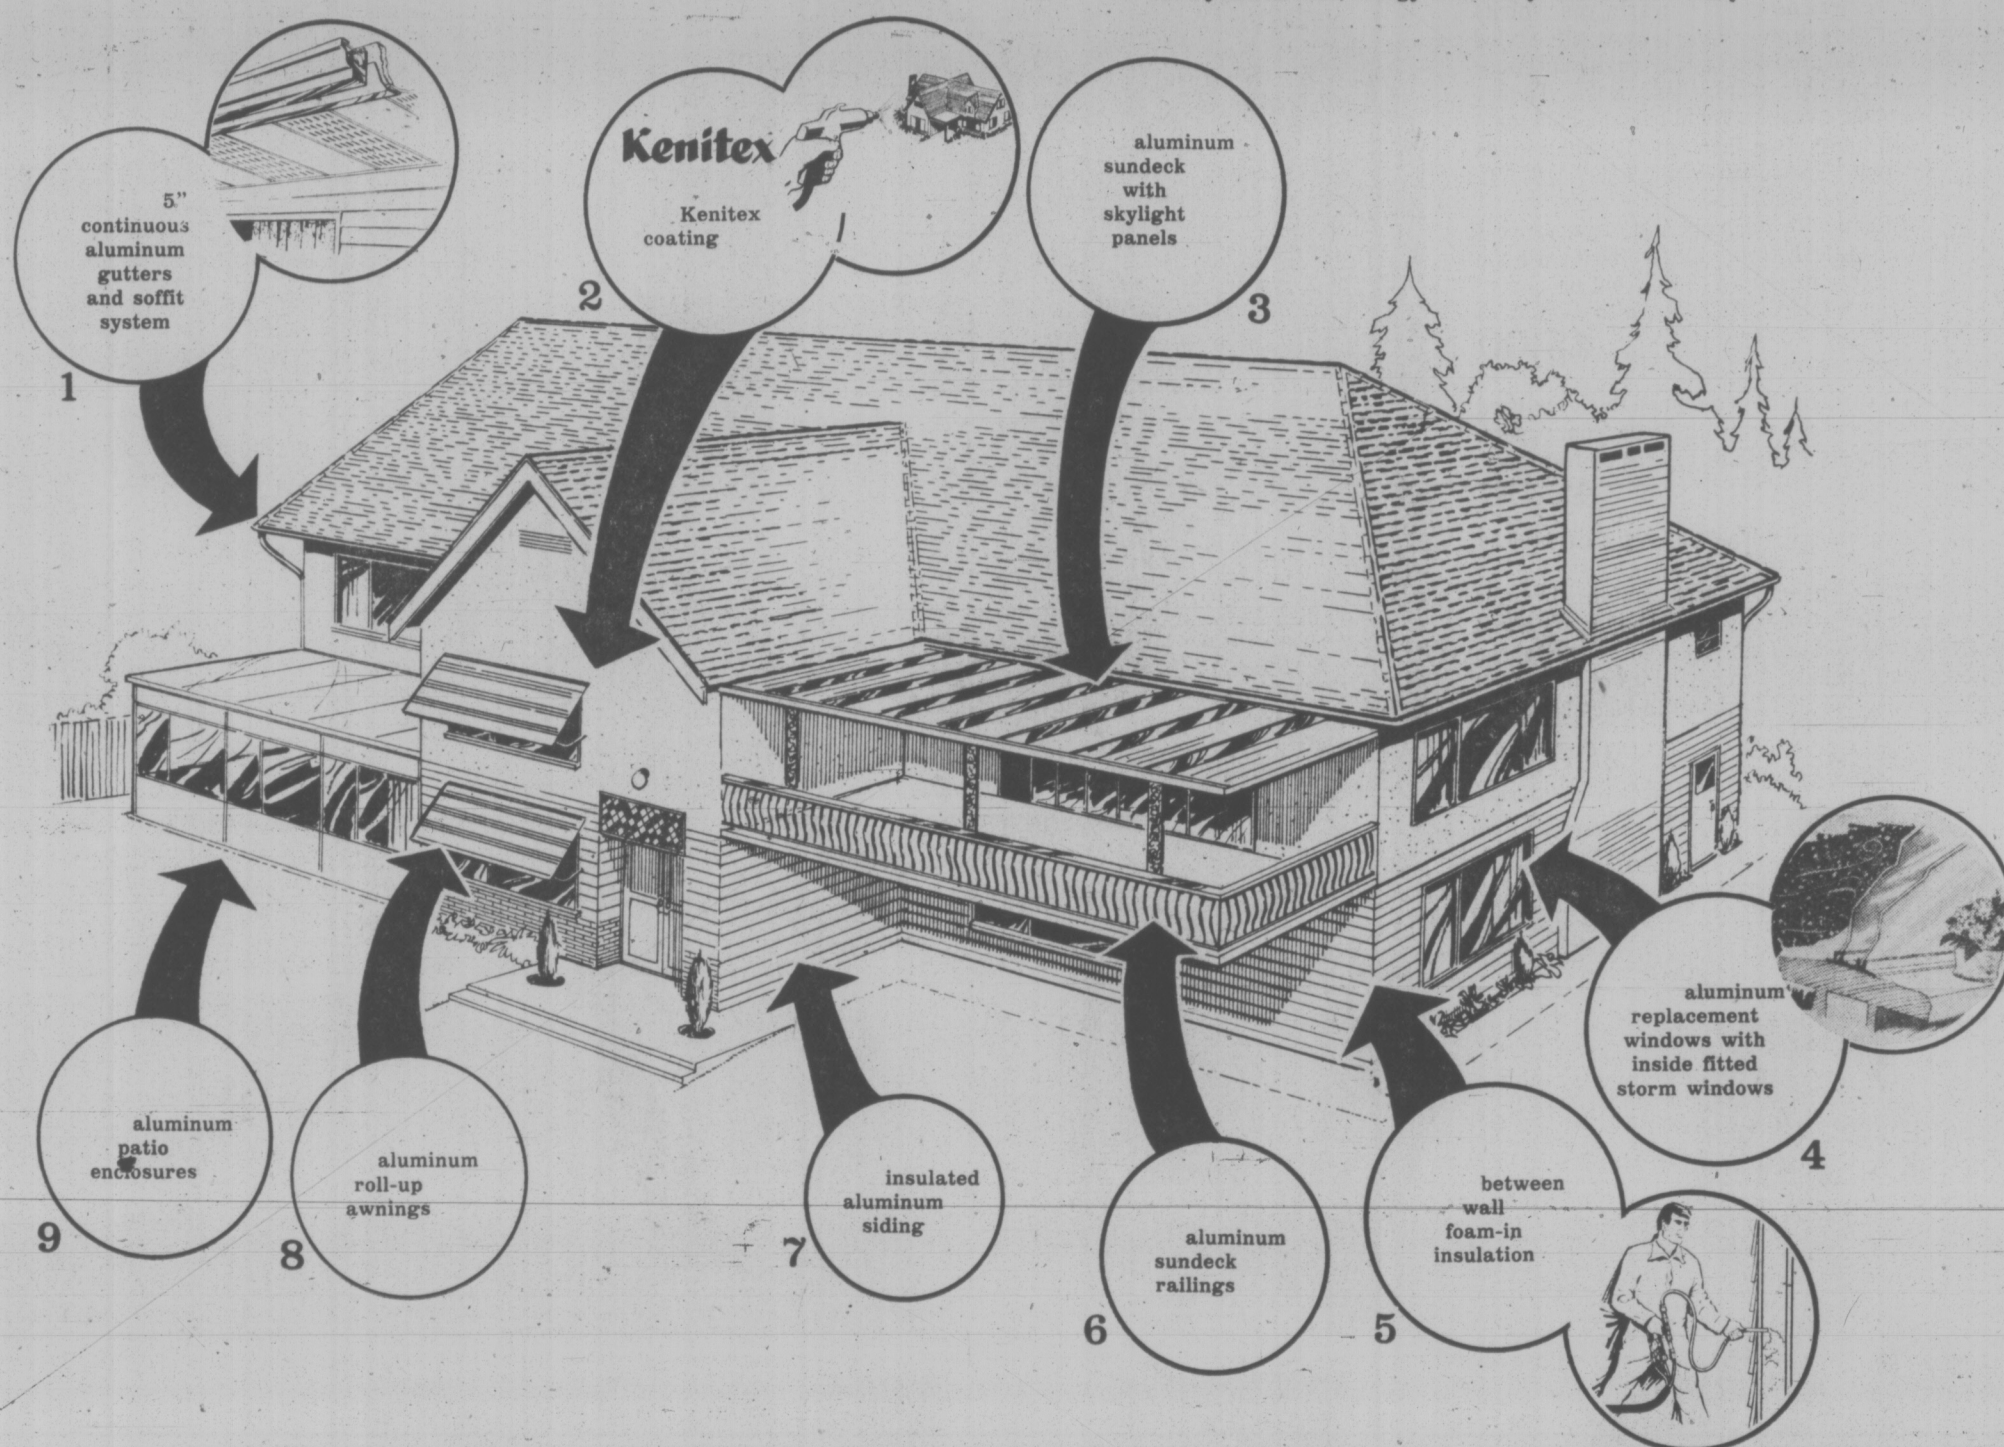 5"
continuous
aluminum
gutters
and soffit
system
1
Kenitex
Kenitex
coating
2
aluminum
sundeck
with
skylight
panels
3
aluminum
replacement
windows with
inside fitted
storm windows
4
between
wall
foam-in
insulation
5
aluminum
sundeck
railings
6
insulated
aluminum
siding
7
aluminum
roll-up
awnings
8
aluminum
patio
enclosures
9